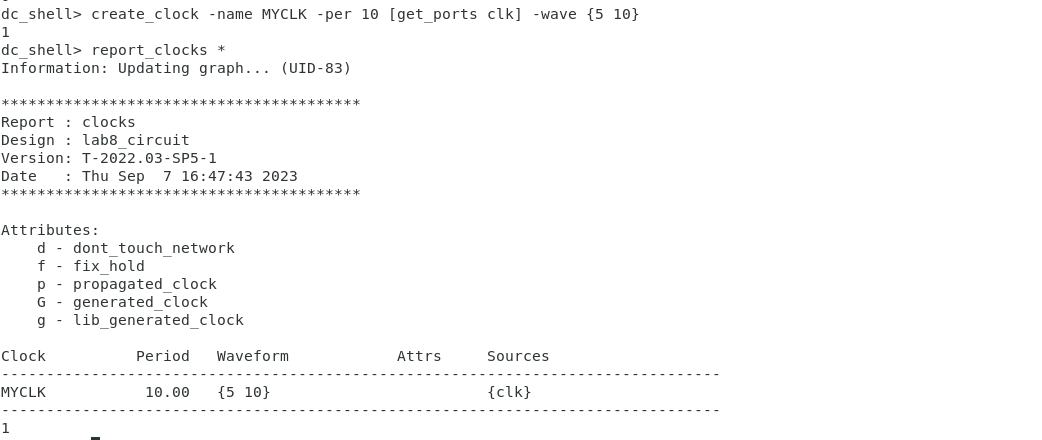 dc_shell> create_clock -name MYCLK -per 10 [get_ports clk] -wave {5 10}
1
dc_shell> report_clocks *
Information: Updating graph... (UID-83)
****************************************
Report : clocks
Design : lab8_circuit
Version: T-2022.03-SP5-1
Date   : Thu Sep  7 16:47:43 2023
****************************************
Attributes:
    d - dont_touch_network
    f - fix_hold
    p - propagated_clock
    G - generated_clock
    g - lib_generated_clock
Clock          Period   Waveform            Attrs     Sources
--------------------------------------------------------------------------------
MYCLK           10.00   {5 10}                        {clk}
--------------------------------------------------------------------------------
1